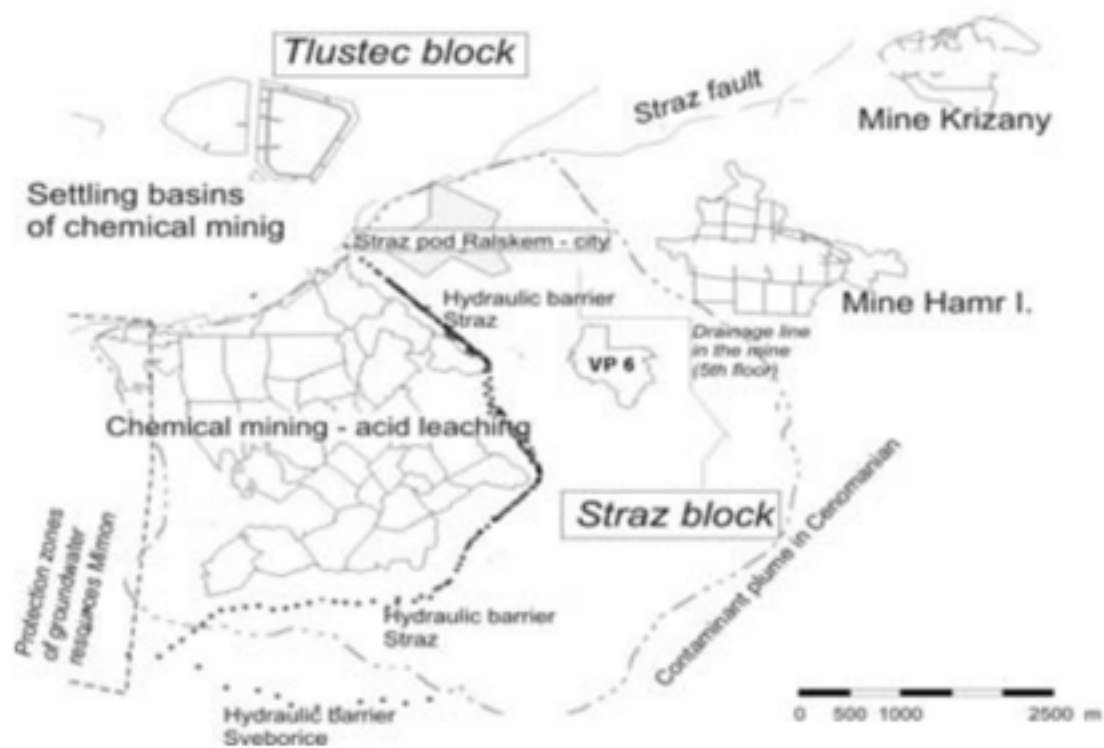 Tlustec block
Straz fault
Mine Krizany
Settling basins
of chemical minig
Straz pod Ralskem - city
Hydraulic barrier
Straz
Mine Hamr I.
Drainage line
in the mine
(5th floor)
VP 6
Chemical mining - acid leaching
Straz block
Protection zones
of groundwater
resources Mimon
Contaminant plume in Cenomanian
Hydraulic barrier
Straz
Hydraulic barrier
Sveborice
0 500 1000 2500 m